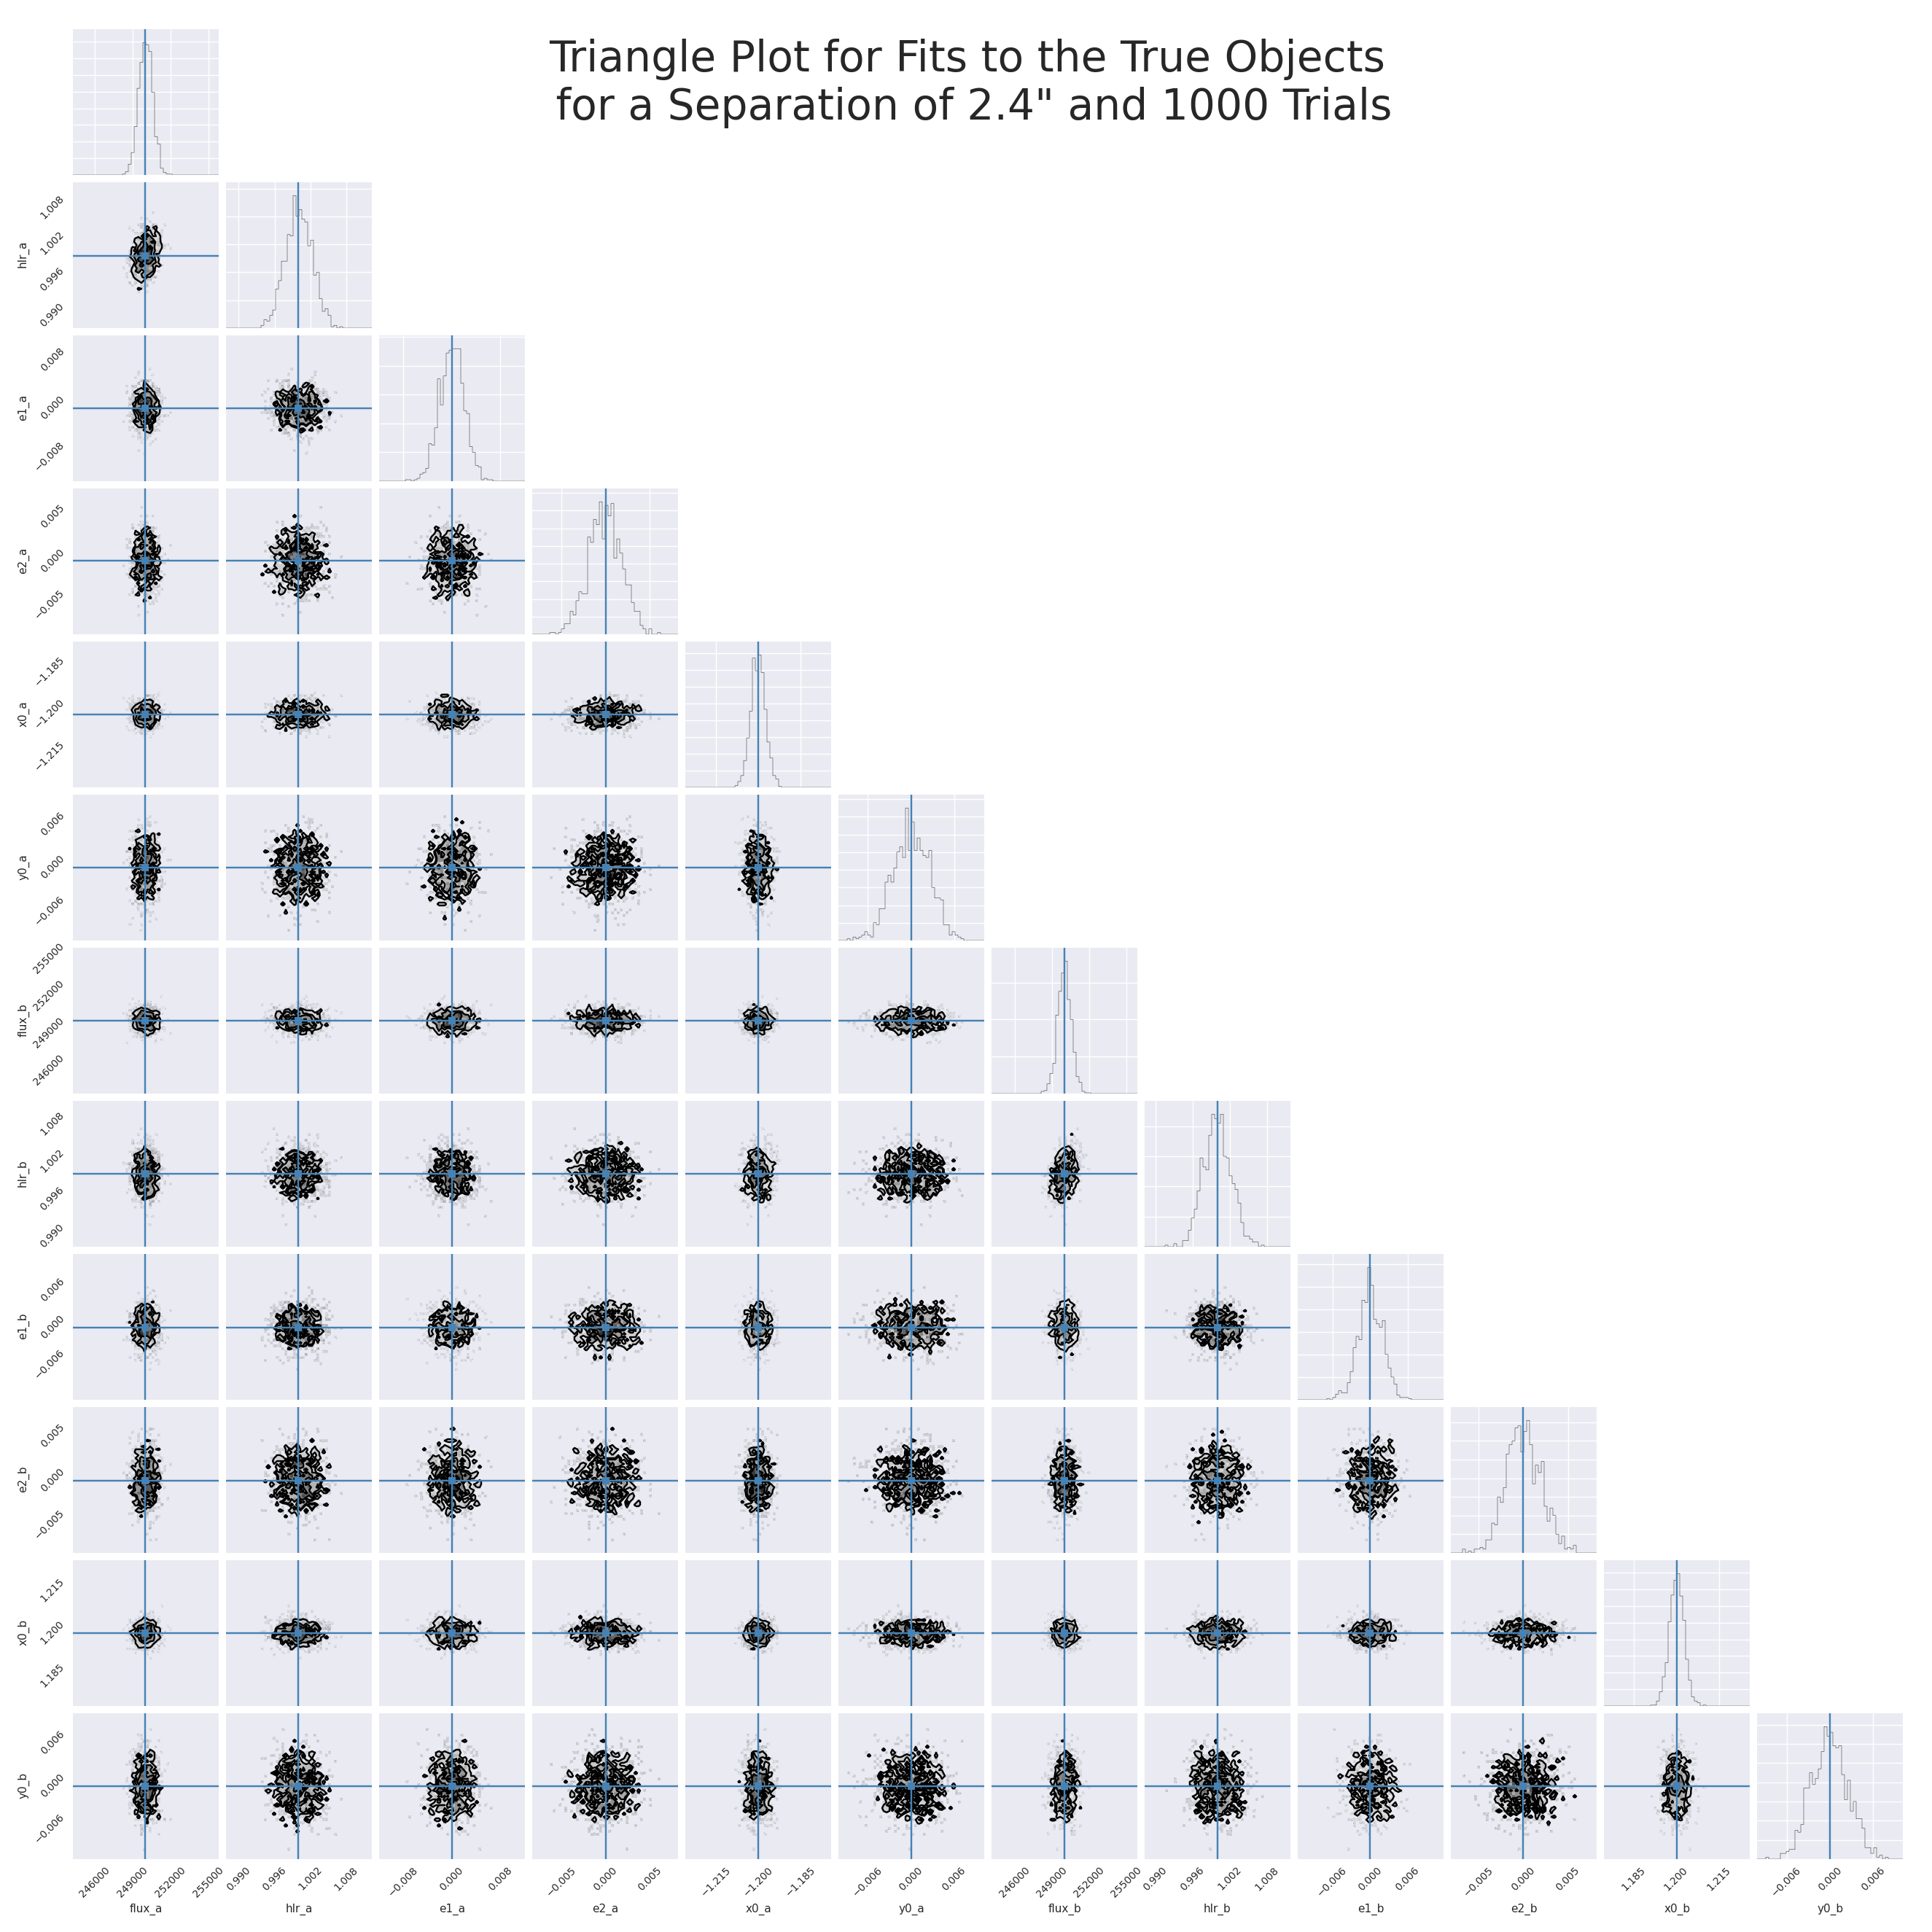 Triangle Plot for Fits to the True Objects
for a Separation of 2.4" and 1000 Trials
hlr_a
1.008
1.002
0.996
0.990
e1_a
0.008
0.000
−0.008
e2_a
0.005
0.000
−0.005
x0_a
−1.185
−1.200
−1.215
y0_a
0.006
0.000
−0.006
flux_b
255000
252000
249000
246000
hlr_b
1.008
1.002
0.996
0.990
e1_b
0.006
0.000
−0.006
e2_b
0.005
0.000
−0.005
x0_b
1.215
1.200
1.185
y0_b
0.006
0.000
−0.006
246000 249000 252000 255000 0.990 0.996 1.002 1.008 −0.008 0.000 0.008 −0.005 0.000 0.005 −1.215 −1.200 −1.185 −0.006 0.000 0.006 246000 249000 252000 255000 0.990 0.996 1.002 1.008 −0.006 0.000 0.006 −0.005 0.000 0.005 1.185 1.200 1.215 −0.006 0.000 0.006
flux_a hlr_a e1_a e2_a x0_a y0_a flux_b hlr_b e1_b e2_b x0_b y0_b